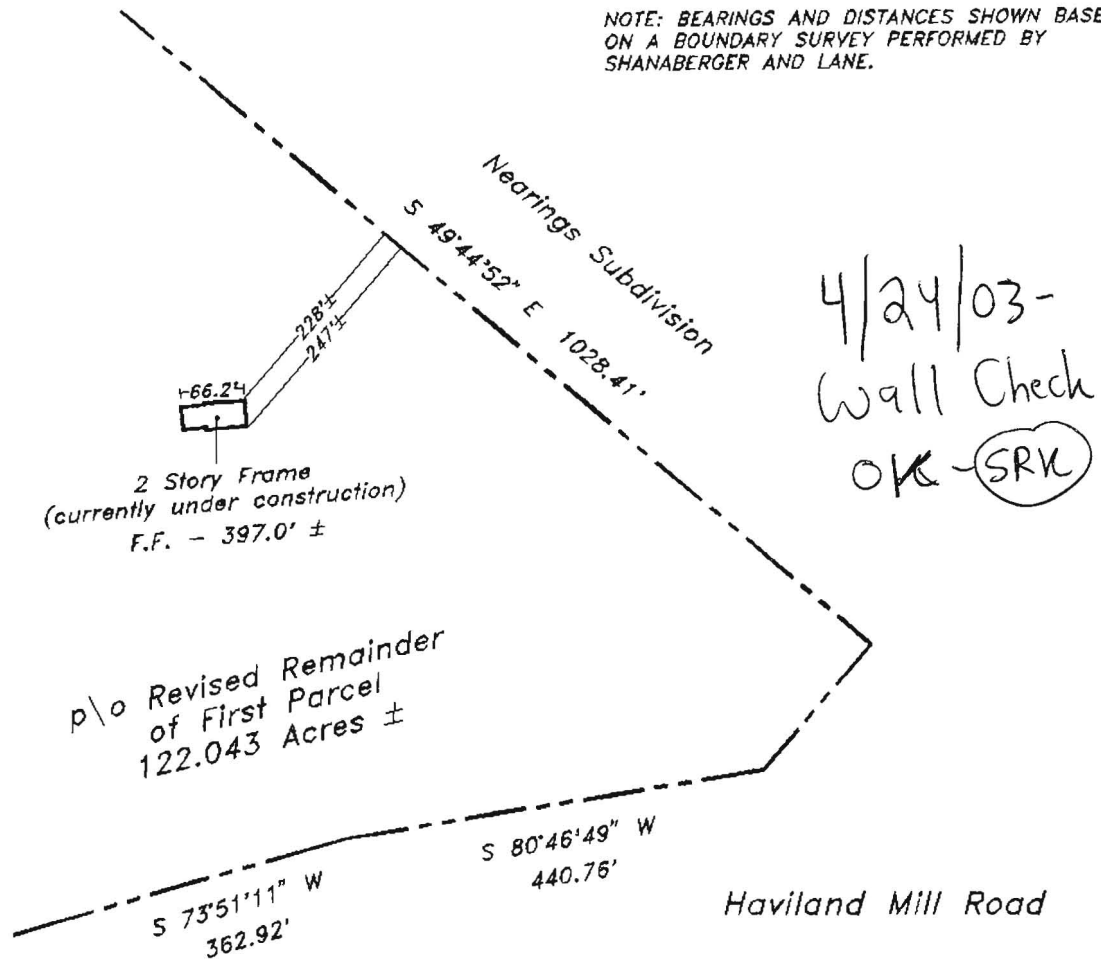 NOTE: BEARINGS AND DISTANCES SHOWN BASE
ON A BOUNDARY SURVEY PERFORMED BY
SHANABERGER AND LANE.
Nearings Subdivision
S 49°44'52" E 1028.41'
228'±
247'±
66.24
2 Story Frame
(currently under construction)
F.F. - 397.0' ±
4/24/03-
Wall Check
OK - SRK
p\o Revised Remainder
of First Parcel
122.043 Acres ±
S 80°46'49" W
440.76'
S 73°51'11" W
362.92'
Haviland Mill Road